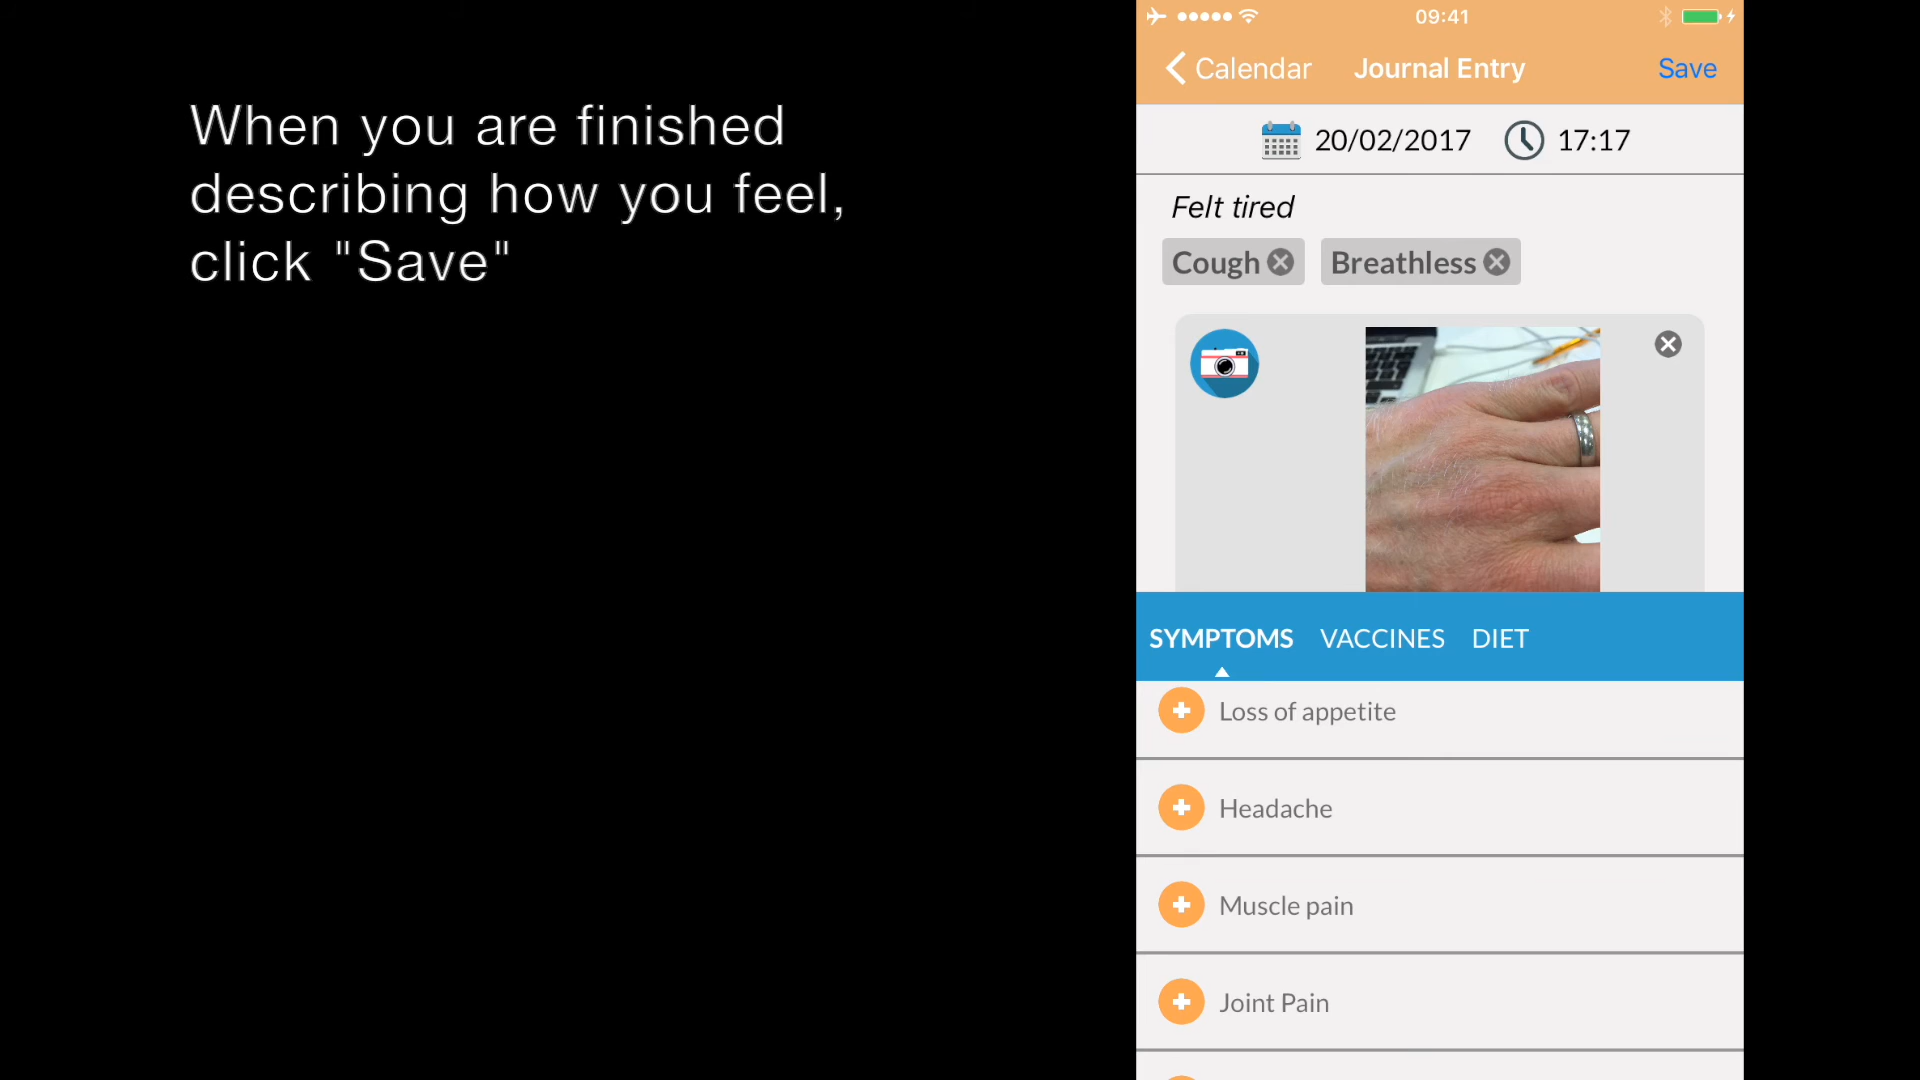 When you are finished
describing how you feel,
click "Save"
09:41
Calendar Journal Entry Save
20/02/2017 17:17
Felt tired
Cough Breathless
SYMPTOMS VACCINES DIET
Loss of appetite
Headache
Muscle pain
Joint Pain